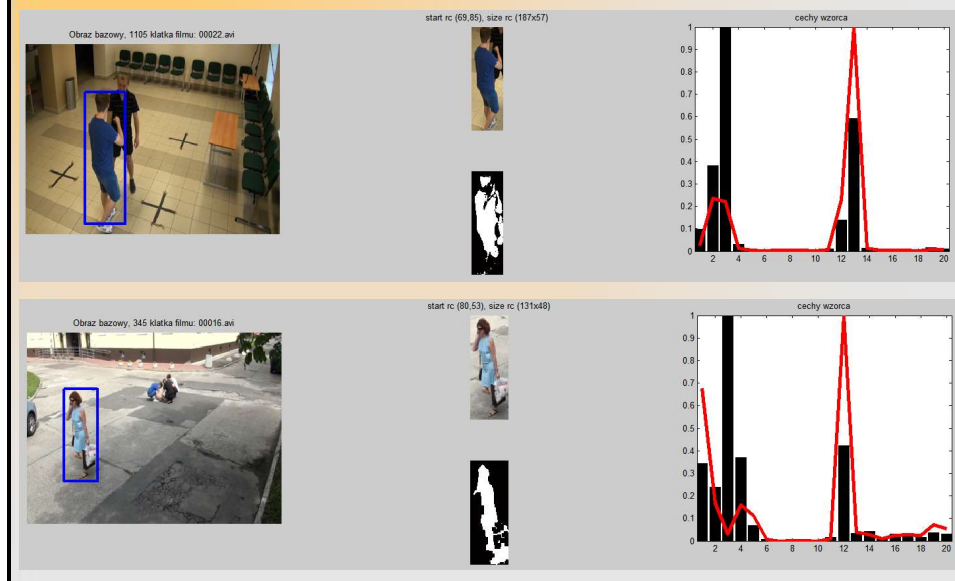 start rc (69,85), size rc (187x57)
cechy wzorca
Obraz bazowy, 1105 klatka filmu: 00022.avi
1
0.9
0.8
0.7
0.6
0.5
0.4
0.3
0.2
0.1
0
2 4 6 8 10 12 14 16 18 20
start rc (80,53), size rc (131x48)
cechy wzorca
Obraz bazowy, 345 klatka filmu: 00016.avi
1
0.9
0.8
0.7
0.6
0.5
0.4
0.3
0.2
0.1
0
2 4 6 8 10 12 14 16 18 20